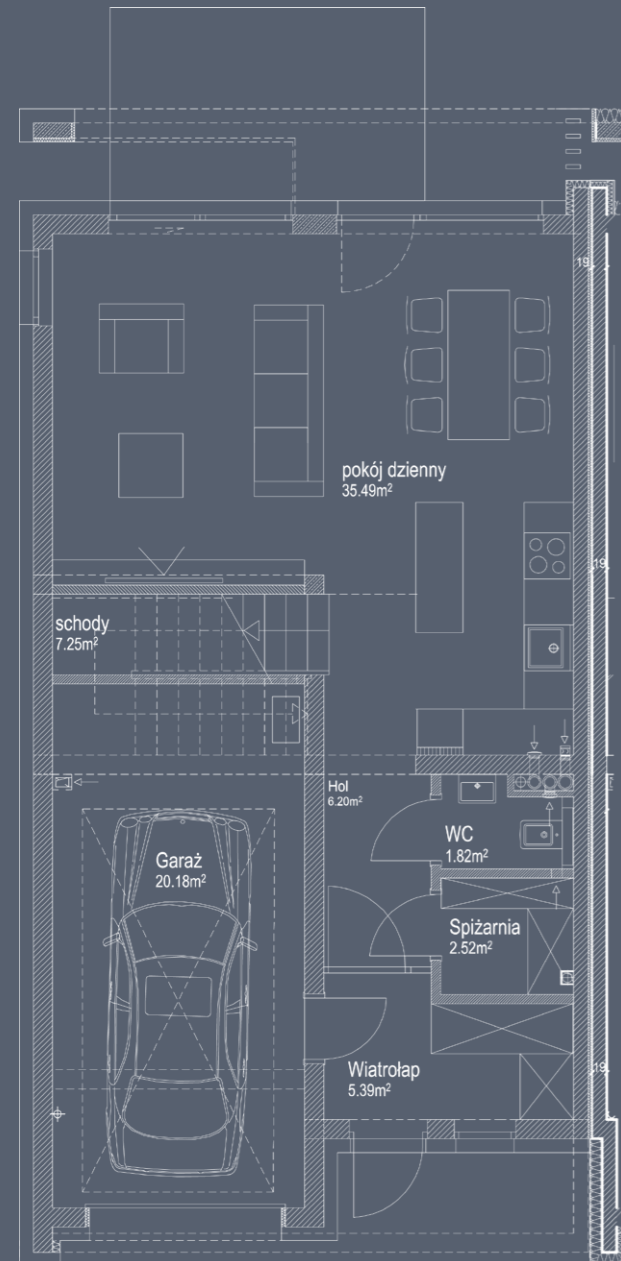 19
pokój dzienny
35.49m²
19
schody
7.25m²
Hol
6.20m²
WC
1.82m²
Garaż
20.18m²
Spiżarnia
2.52m²
Wiatrołap
5.39m²
19